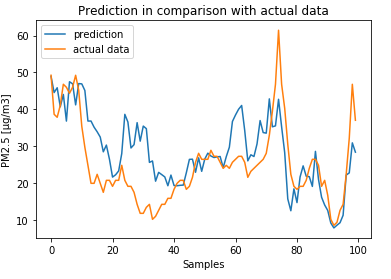 Prediction in comparison with actual data
prediction
actual data
PM2.5 [µg/m3]
60
50
40
30
20
10
0
20
40
60
80
100
Samples